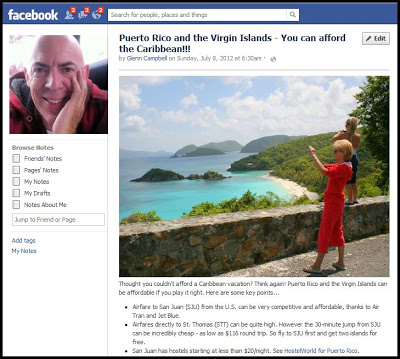 facebook
2
2
2
Search for people, places and things
Puerto Rico and the Virgin Islands - You can afford
the Caribbean!!!
Edit
by Glenn Campbell on Sunday, July 8, 2012 at 6:30am ·
Browse Notes
Friends' Notes
Pages' Notes
My Notes
My Drafts
Notes About Me
Jump to Friend or Page
Add tags
My Notes
Thought you couldn't afford a Caribbean vacation? Think again! Puerto Rico and the Virgin Islands can
be affordable if you play it right. Here are some key points...
Airfare to San Juan (SJU) from the U.S. can be very competitive and affordable, thanks to Air
Tran and Jet Blue.
Airfares directly to St. Thomas (STT) can be quite high. However the 30-minute jump from SJU
can be incredibly cheap - as low as $116 round trip. So fly to SJU first and get two islands for
free.
San Juan has hostels starting at less than $20/night. See HostelWorld for Puerto Rico.